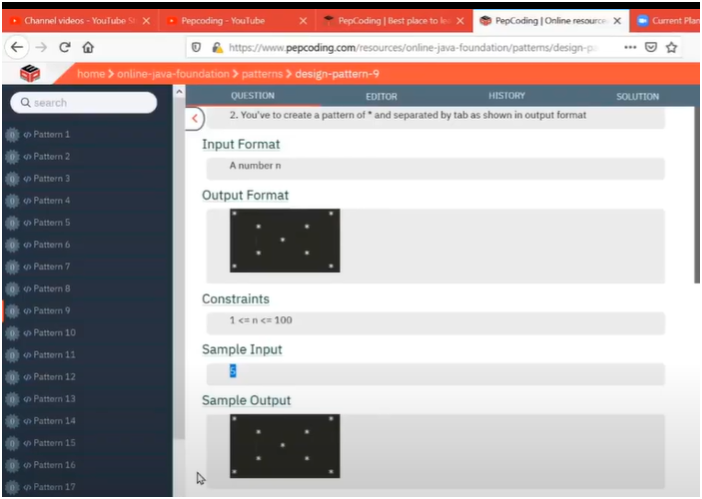 Channel videos - YouTube St
Pepcoding - YouTube
PepCoding | Best place to lea
PepCoding | Online resource
Current Plan
https://www.pepcoding.com/resources/online-java-foundation/patterns/design-pa
home > online-java-foundation > patterns > design-pattern-9
search
QUESTION
EDITOR
HISTORY
SOLUTION
Pattern 1
Pattern 2
Pattern 3
Pattern 4
Pattern 5
Pattern 6
Pattern 7
Pattern 8
Pattern 9
Pattern 10
Pattern 11
Pattern 12
Pattern 13
Pattern 14
Pattern 15
Pattern 16
Pattern 17
2. You've to create a pattern of * and separated by tab as shown in output format
Input Format
A number n
Output Format
Constraints
1 <= n <= 100
Sample Input
5
Sample Output